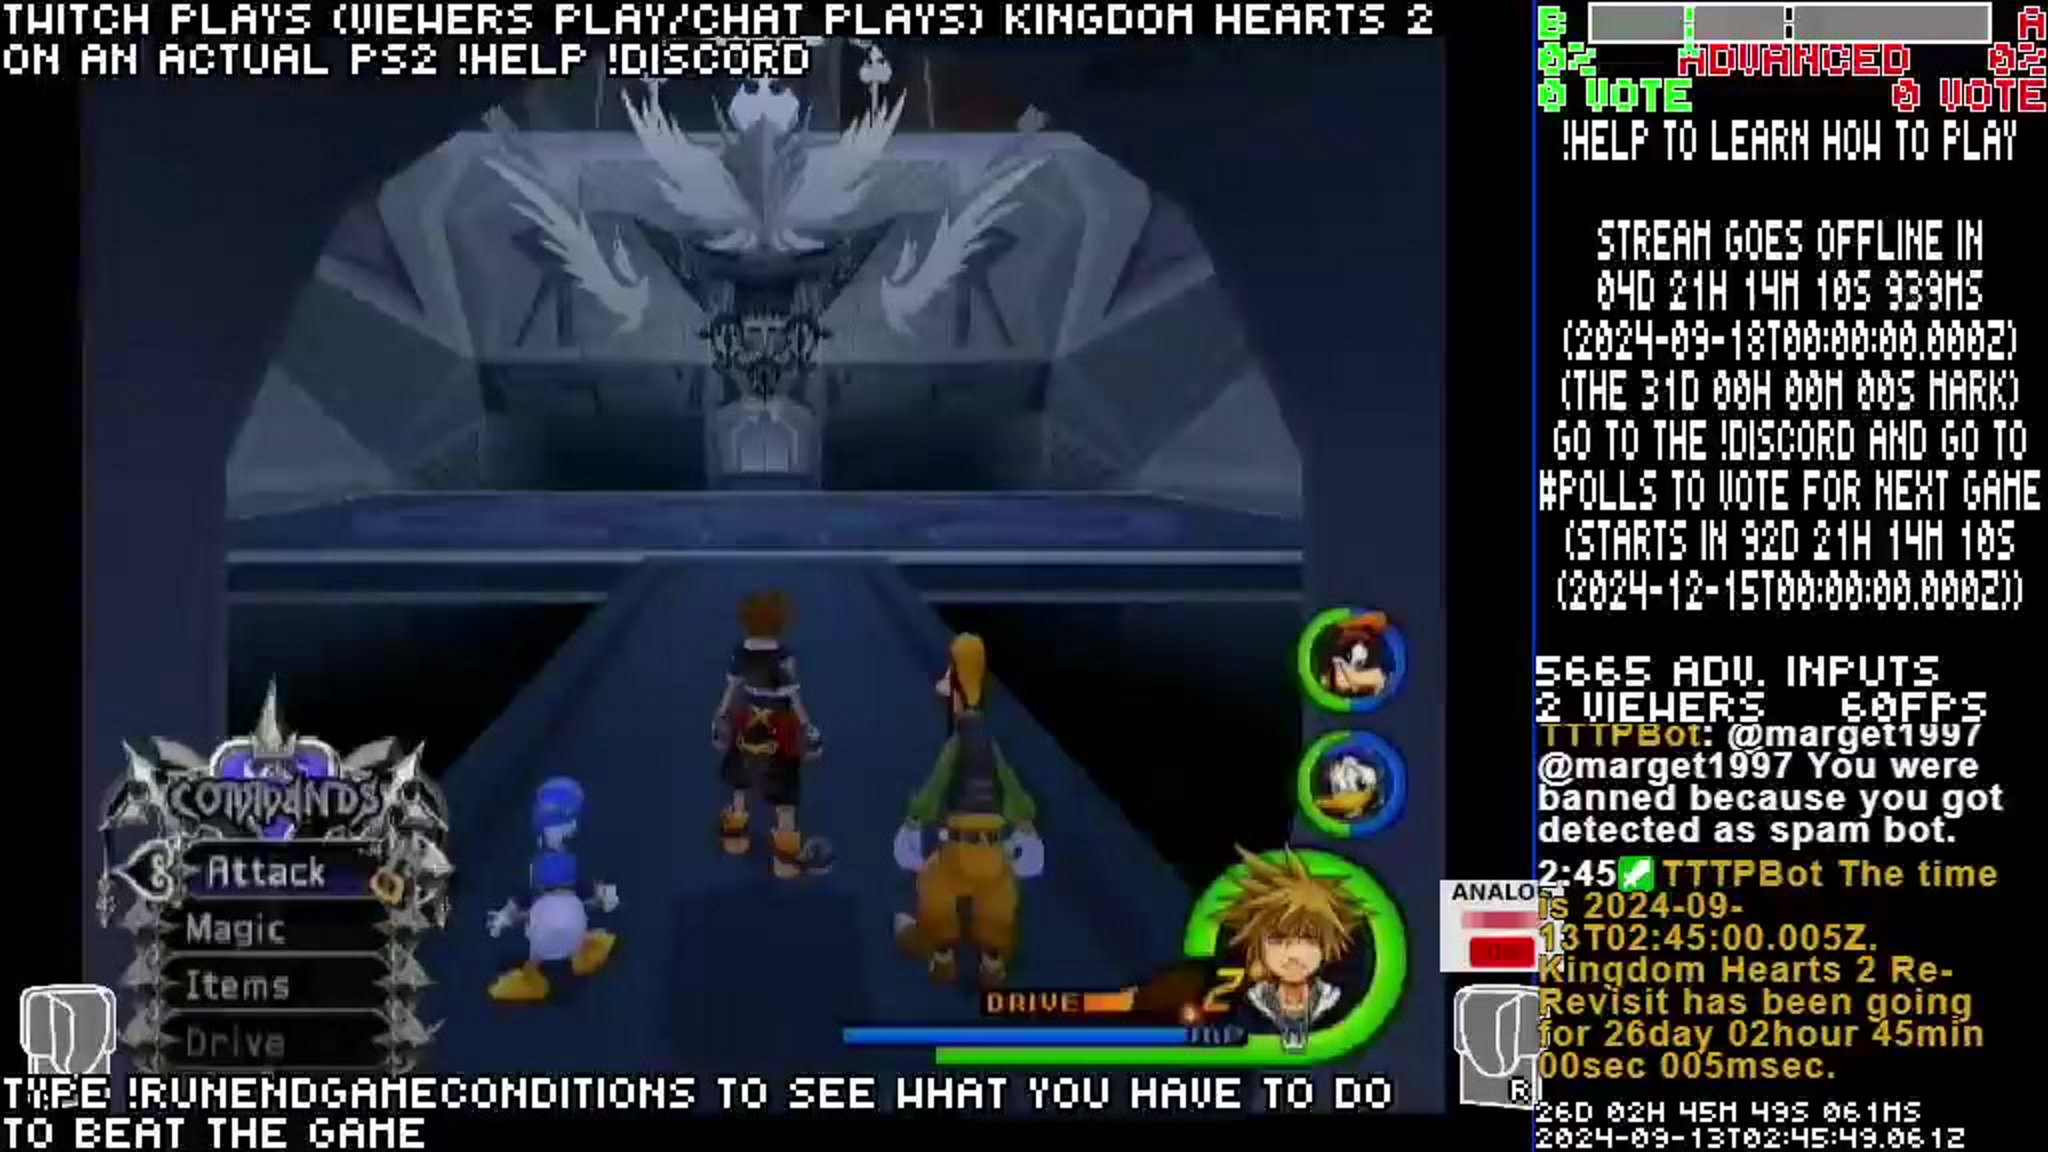 TWITCH PLAYS (VIEWERS PLAY/CHAT PLAYS) KINGDOM HEARTS 2
ON AN ACTUAL PS2 !HELP !DISCORD
B A
0% ADVANCED 0%
0 VOTE 0 VOTE
!HELP TO LEARN HOW TO PLAY
STREAM GOES OFFLINE IN
04D 21H 14M 10S 939MS
(2024-09-18T00:00:00.000Z)
(THE 31D 00H 00M 00S MARK)
GO TO THE !DISCORD AND GO TO
#POLLS TO VOTE FOR NEXT GAME
(STARTS IN 92D 21H 14M 10S
(2024-12-15T00:00:00.000Z))
5665 ADV. INPUTS
2 VIEWERS 60FPS
TTTPBot: @marget1997
@marget1997 You were
banned because you got
detected as spam bot.
2:45 TTTPBot The time
is 2024-09-
13T02:45:00.005Z.
Kingdom Hearts 2 Re-
Revisit has been going
for 26day 02hour 45min
00sec 005msec.
26D 02H 45M 49S 061MS
2024-09-13T02:45:49.061Z
COMMANDS
Attack
Magic
Items
Drive
DRIVE 2
MP
ANALO
R
TYPE !RUNENDGAMECONDITIONS TO SEE WHAT YOU HAVE TO DO
TO BEAT THE GAME